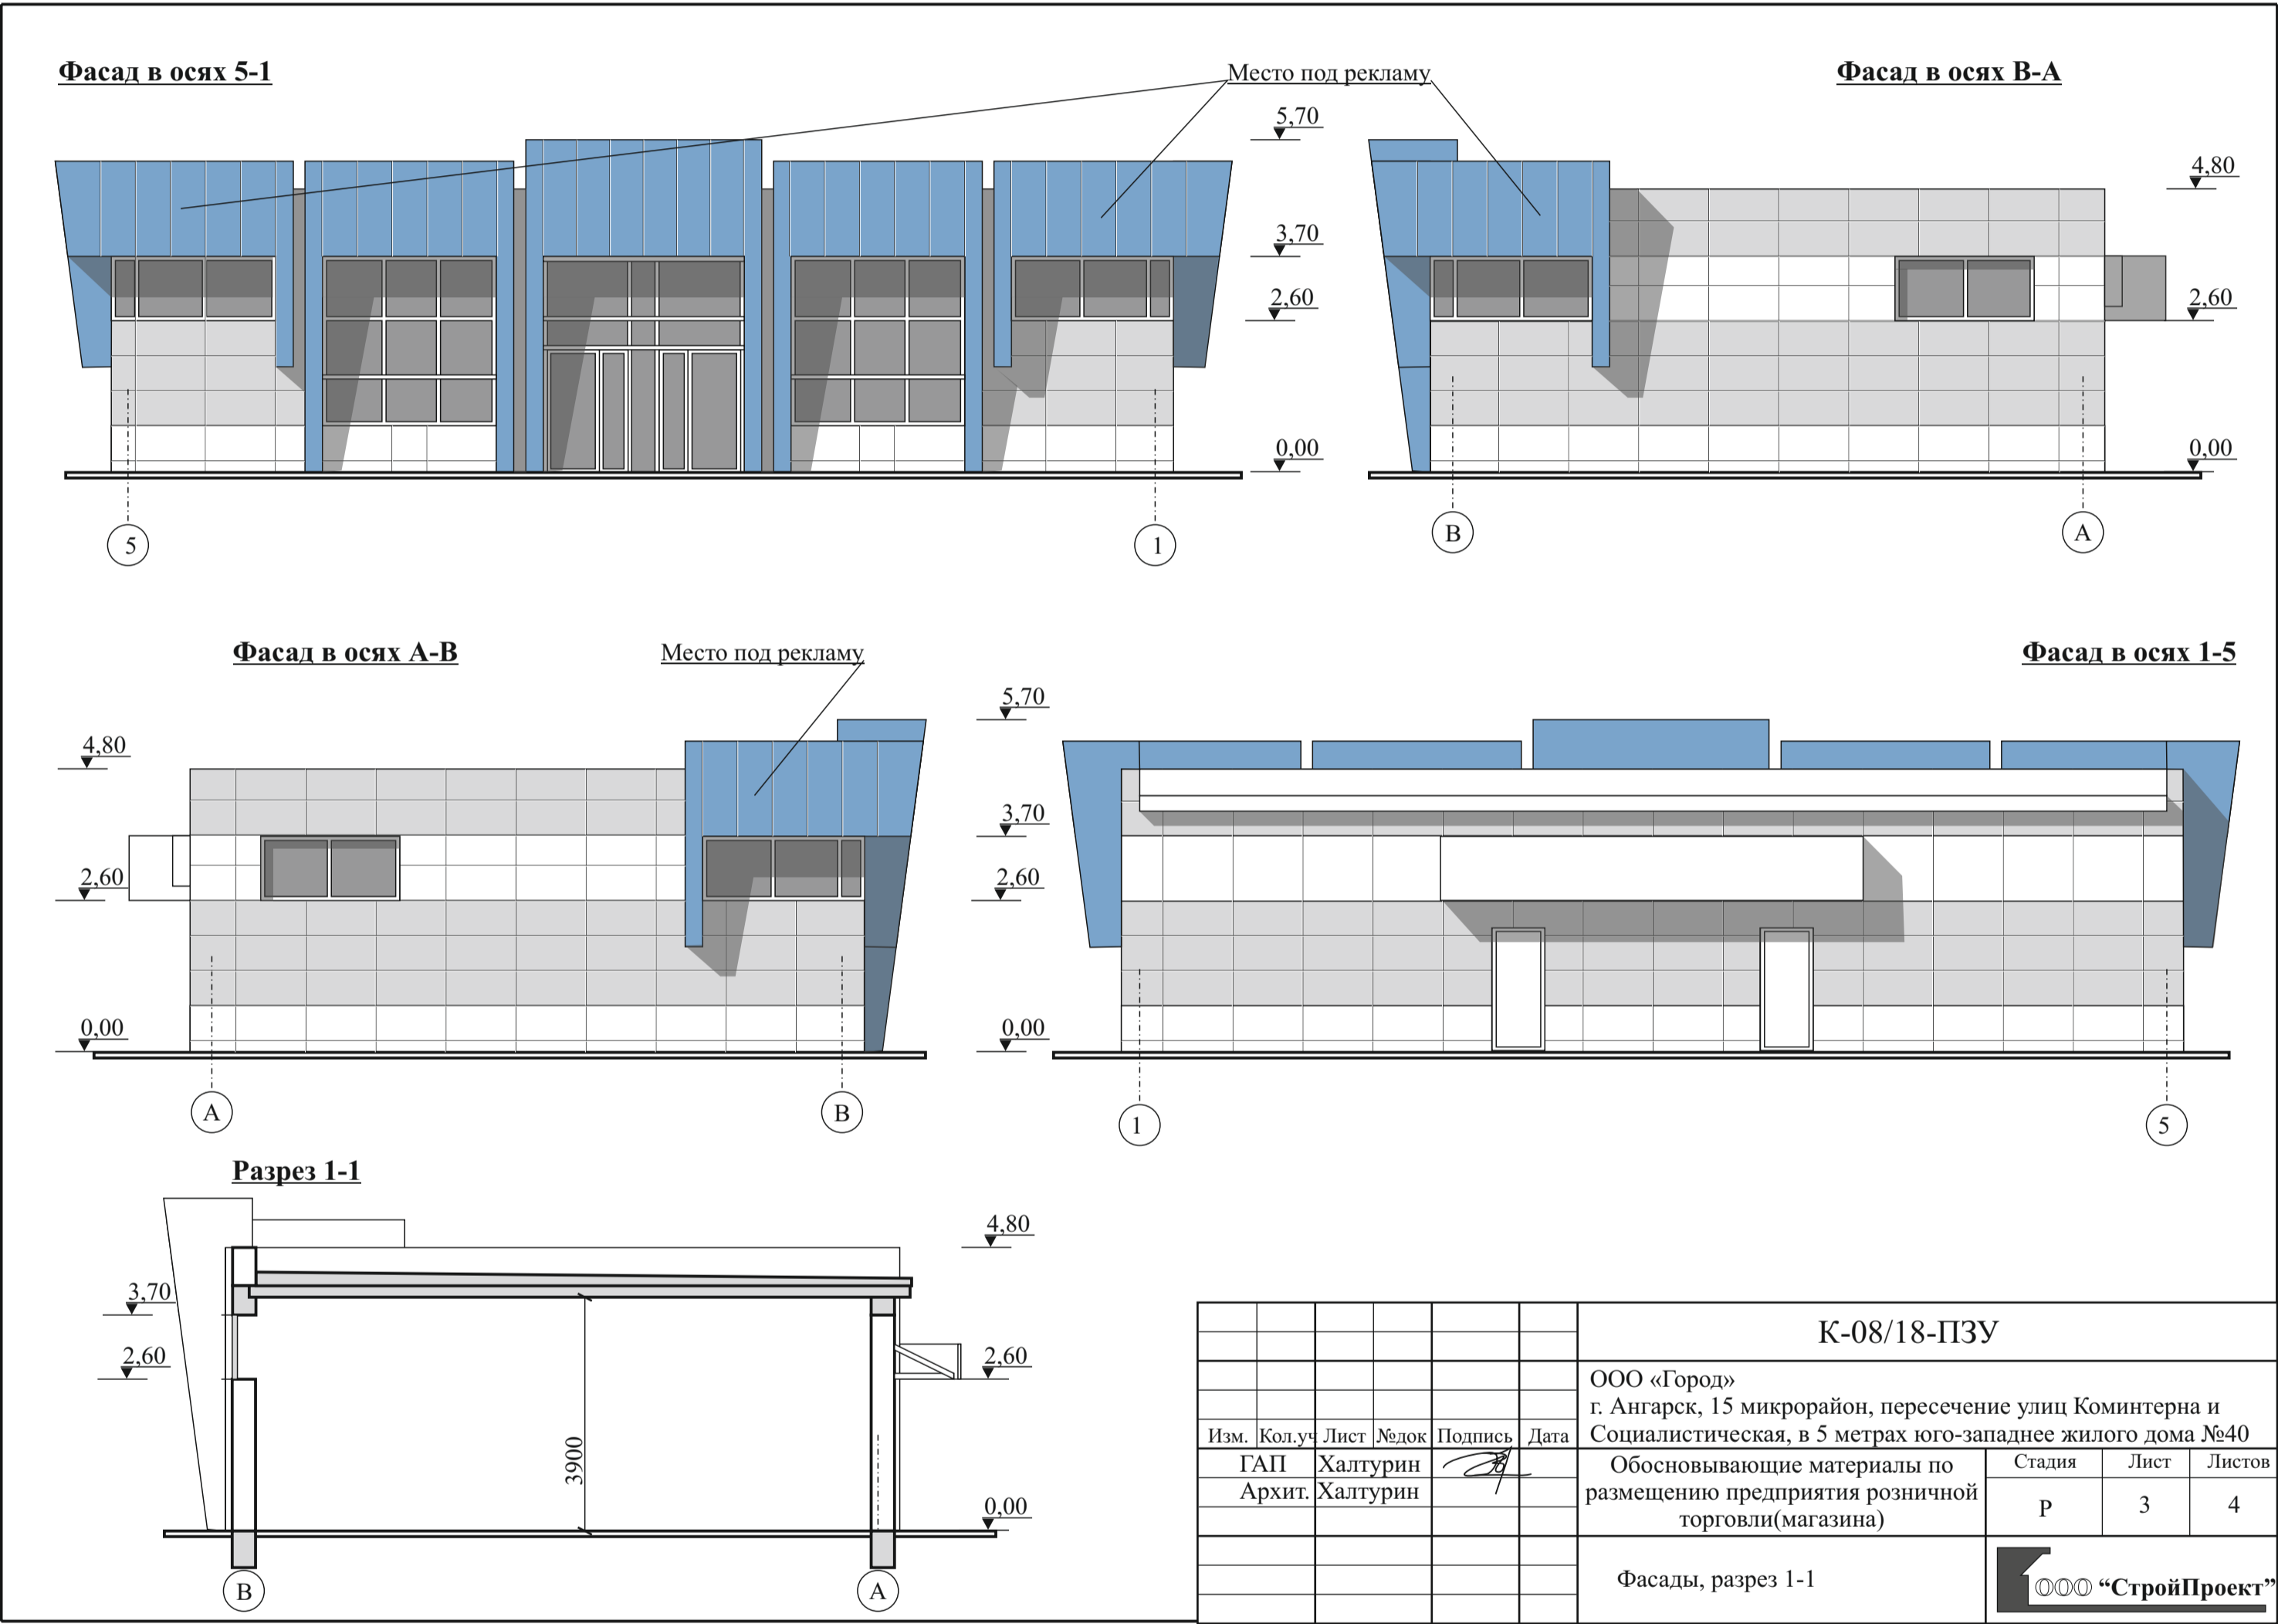 Фасад в осях 5-1
Место под рекламу
Фасад в осях В-А
5,70
4,80
3,70
2,60
2,60
0,00
0,00
5
1
В
А
Фасад в осях А-В
Место под рекламу
Фасад в осях 1-5
5,70
4,80
3,70
2,60
2,60
0,00
0,00
А
В
1
5
Разрез 1-1
4,80
3,70
2,60
2,60
3900
0,00
В
А
К-08/18-ПЗУ
ООО «Город»
г. Ангарск, 15 микрорайон, пересечение улиц Коминтерна и
Социалистическая, в 5 метрах юго-западнее жилого дома №40
Изм. Кол.уч Лист №док Подпись Дата
ГАП Халтурин
Архит. Халтурин
Обосновывающие материалы по
размещению предприятия розничной
торговли(магазина)
Стадия Лист Листов
Р 3 4
Фасады, разрез 1-1
ООО “СтройПроект”